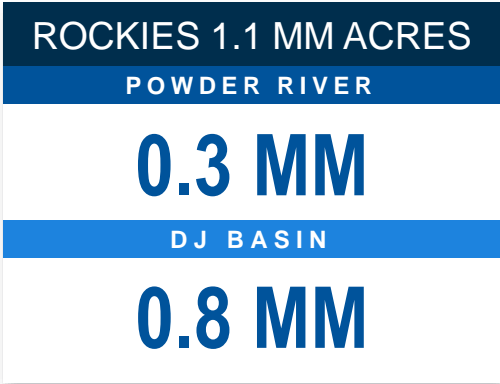 ROCKIES 1.1 MM ACRES
POWDER RIVER
0.3 MM
DJ BASIN
0.8 MM